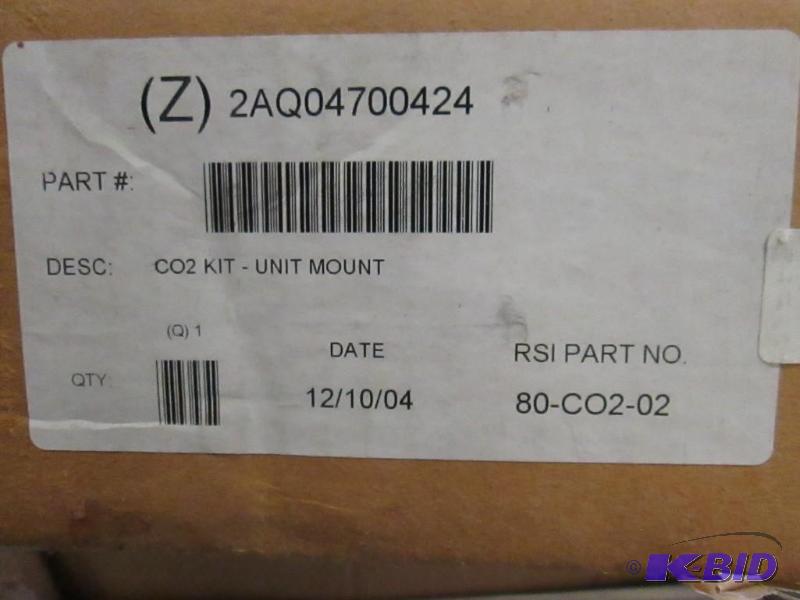 (Z) 2AQ04700424
PART #:
DESC: CO2 KIT - UNIT MOUNT
(Q) 1
QTY:
DATE
12/10/04
RSI PART NO.
80-CO2-02
© K-BID